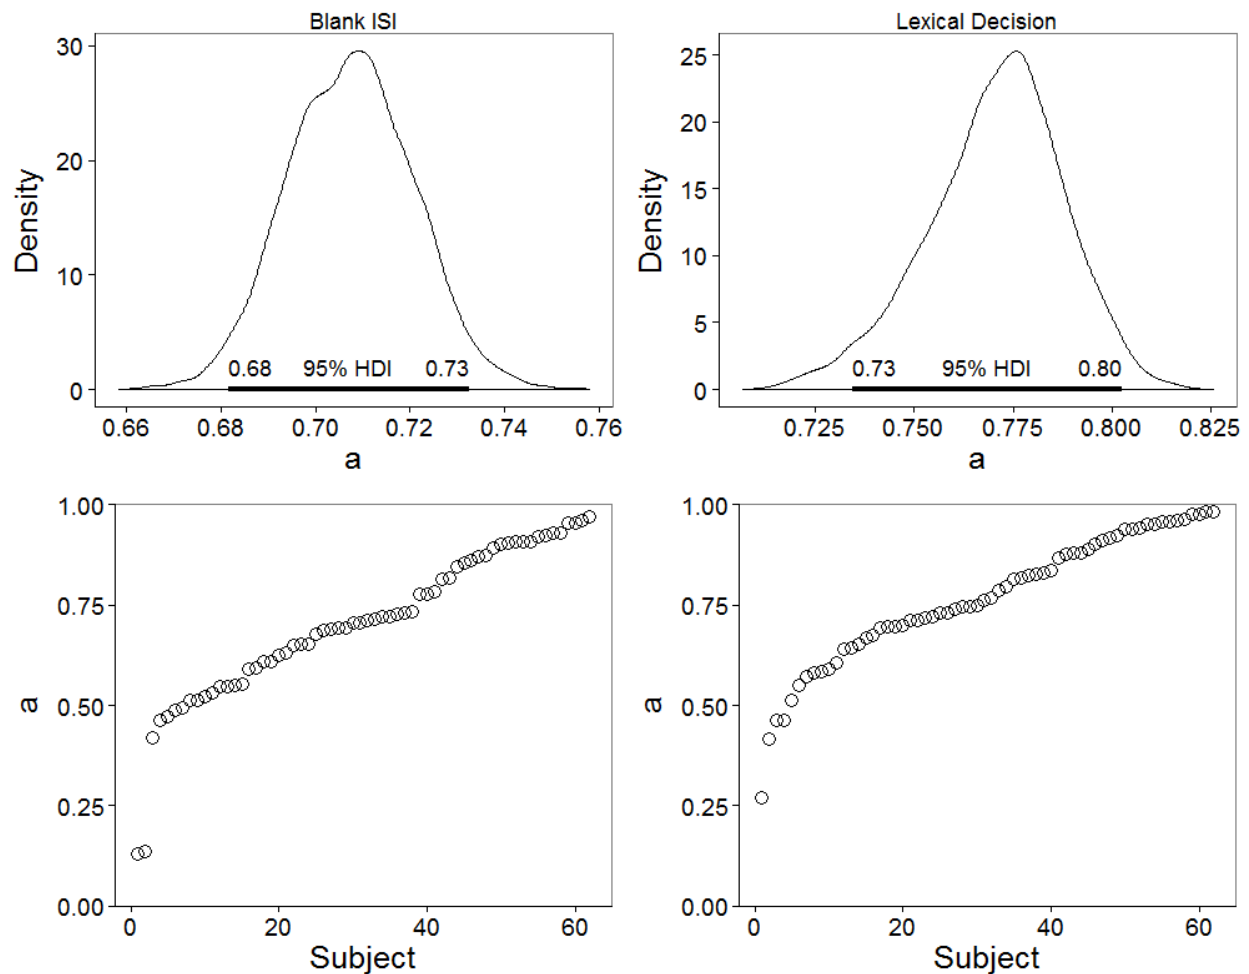 Blank ISI
30
20
10
0
Density
0.68 95% HDI 0.73
0.66 0.68 0.70 0.72 0.74 0.76
a
Lexical Decision
25
20
15
10
5
0
Density
0.73 95% HDI 0.80
0.725 0.750 0.775 0.800 0.825
a
1.00
0.75
0.50
0.25
0.00
a
0 20 40 60
Subject
1.00
0.75
0.50
0.25
0.00
a
0 20 40 60
Subject